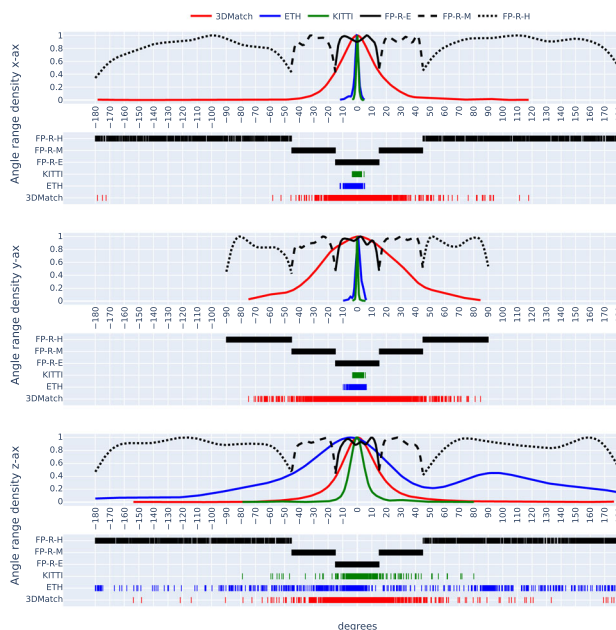 3DMatch ETH KITTI FP-R-E FP-R-M FP-R-H
Angle range density x-ax
1
0.8
0.6
0.4
0.2
0
−180 −170 −160 −150 −140 −130 −120 −110 −100 −90 −80 −70 −60 −50 −40 −30 −20 −10 0 10 20 30 40 50 60 70 80 90 100 110 120 130 140 150 160 170
FP-R-H
FP-R-M
FP-R-E
KITTI
ETH
3DMatch
Angle range density y-ax
1
0.8
0.6
0.4
0.2
0
−180 −170 −160 −150 −140 −130 −120 −110 −100 −90 −80 −70 −60 −50 −40 −30 −20 −10 0 10 20 30 40 50 60 70 80 90 100 110 120 130 140 150 160 170
FP-R-H
FP-R-M
FP-R-E
KITTI
ETH
3DMatch
Angle range density z-ax
1
0.8
0.6
0.4
0.2
0
−180 −170 −160 −150 −140 −130 −120 −110 −100 −90 −80 −70 −60 −50 −40 −30 −20 −10 0 10 20 30 40 50 60 70 80 90 100 110 120 130 140 150 160 170
FP-R-H
FP-R-M
FP-R-E
KITTI
ETH
3DMatch
degrees